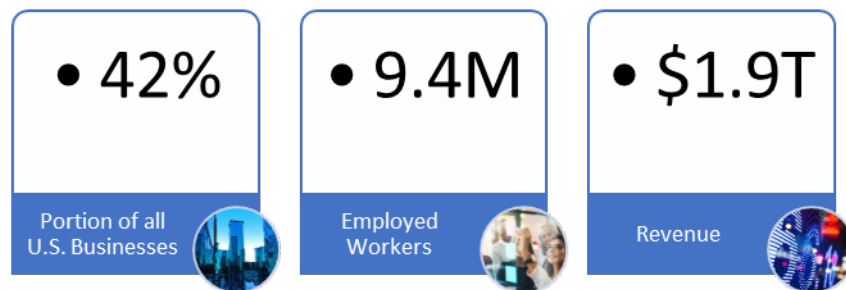 • 42%
Portion of all
U.S. Businesses
• 9.4M
Employed
Workers
• $1.9T
Revenue